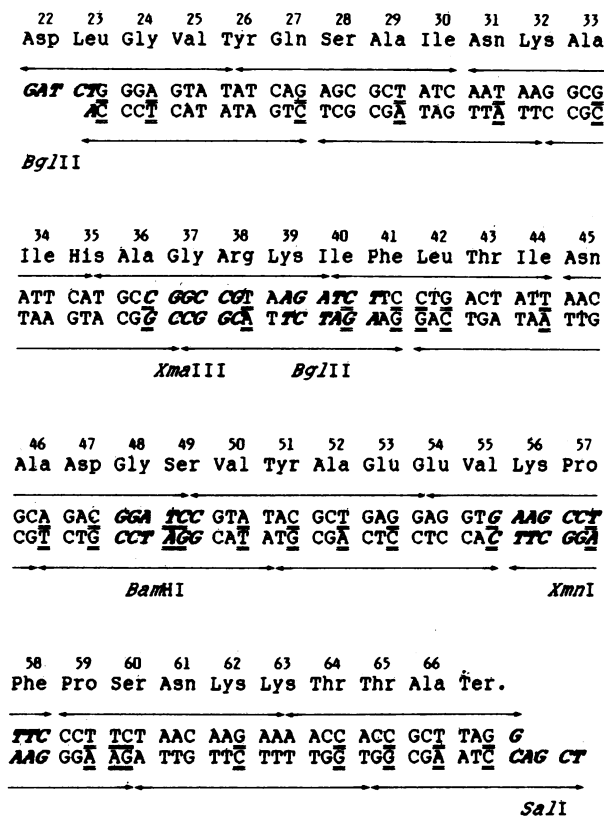 22 23 24 25 26 27 28 29 30 31 32 33
Asp Leu Gly Val Tyr Gln Ser Ala Ile Asn Lys Ala
GAT CTG GGA GTA TAT CAG AGC GCT ATC AAT AAG GCG
AC CCT CAT ATA GTC TCG CGA TAG TTA TTC CGC
BglII
34 35 36 37 38 39 40 41 42 43 44 45
Ile His Ala Gly Arg Lys Ile Phe Leu Thr Ile Asn
ATT CAT GCC GGC CGT AAG ATC TTC CTG ACT ATT AAC
TAA GTA CGG CCG GCA TTC TAG AAG GAC TGA TAA TTG
XmaIII BglII
46 47 48 49 50 51 52 53 54 55 56 57
Ala Asp Gly Ser Val Tyr Ala Glu Glu Val Lys Pro
GCA GAC GGA TCC GTA TAC GCT GAG GAG GTG AAG CCT
CGT CTG CCT AGG CAT ATG CGA CTC CTC CAC TTC GGA
BamHI XmnI
58 59 60 61 62 63 64 65 66
Phe Pro Ser Asn Lys Lys Thr Thr Ala Ter.
TTC CCT TCT AAC AAG AAA ACC ACC GCT TAG G
AAG GGA AGA TTG TTC TTT TGG TGG CGA ATC CAG CT
SalI